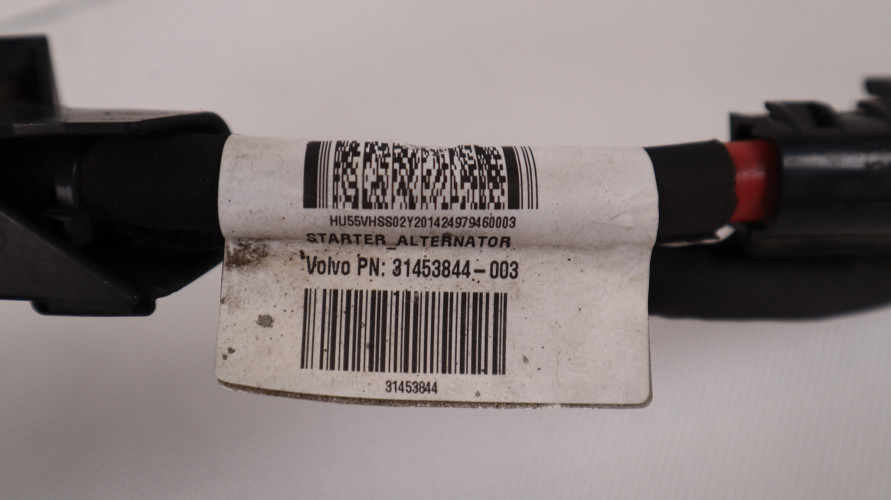 HU55VHSS02Y201424979460003
STARTER_ALTERNATOR
Volvo PN: 31453844-003
31453844